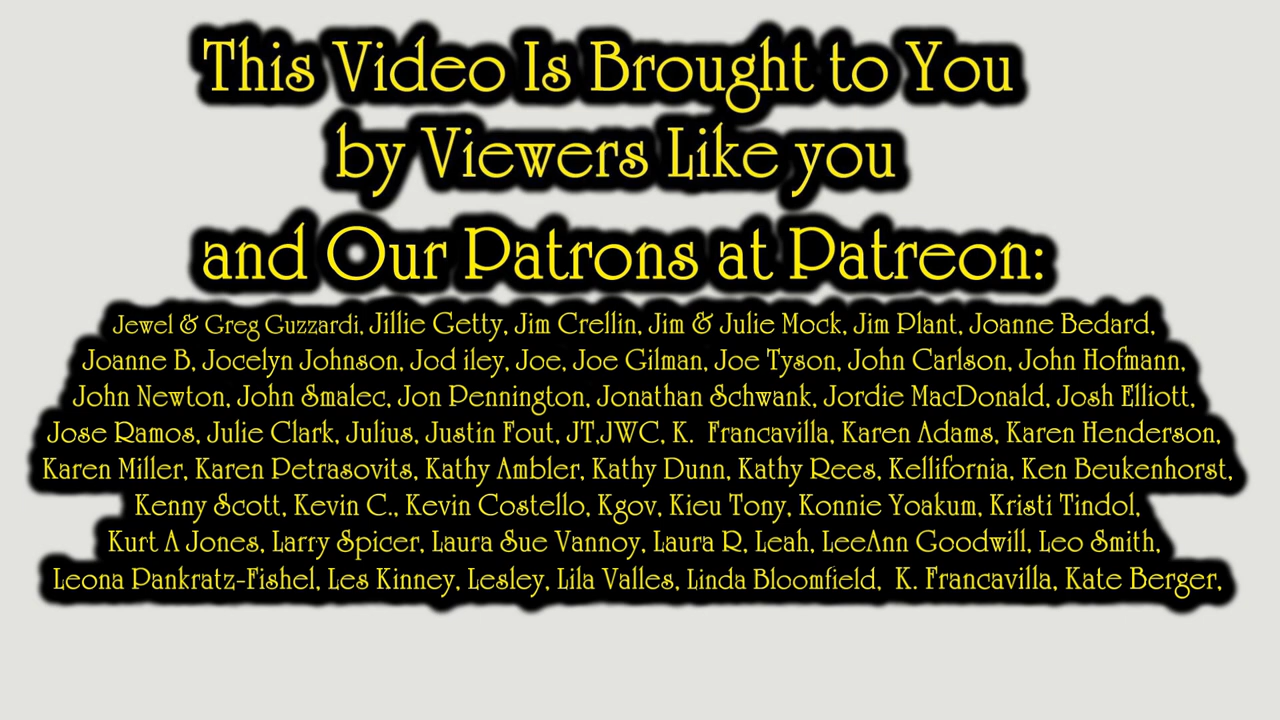 This Video Is Brought to You
by Viewers Like you
and Our Patrons at Patreon:
Jewel & Greg Guzzardi, Jillie Getty, Jim Crellin, Jim & Julie Mock, Jim Plant, Joanne Bedard,
Joanne B, Jocelyn Johnson, Jod iley, Joe, Joe Gilman, Joe Tyson, John Carlson, John Hofmann,
John Newton, John Smalec, Jon Pennington, Jonathan Schwank, Jordie MacDonald, Josh Elliott,
Jose Ramos, Julie Clark, Julius, Justin Fout, JT,JWC, K. Francavilla, Karen Adams, Karen Henderson,
Karen Miller, Karen Petrasovits, Kathy Ambler, Kathy Dunn, Kathy Rees, Kellifornia, Ken Beukenhorst,
Kenny Scott, Kevin C., Kevin Costello, Kgov, Kieu Tony, Konnie Yoakum, Kristi Tindol,
Kurt A Jones, Larry Spicer, Laura Sue Vannoy, Laura R, Leah, LeeAnn Goodwill, Leo Smith,
Leona Pankratz-Fishel, Les Kinney, Lesley, Lila Valles, Linda Bloomfield, K. Francavilla, Kate Berger,